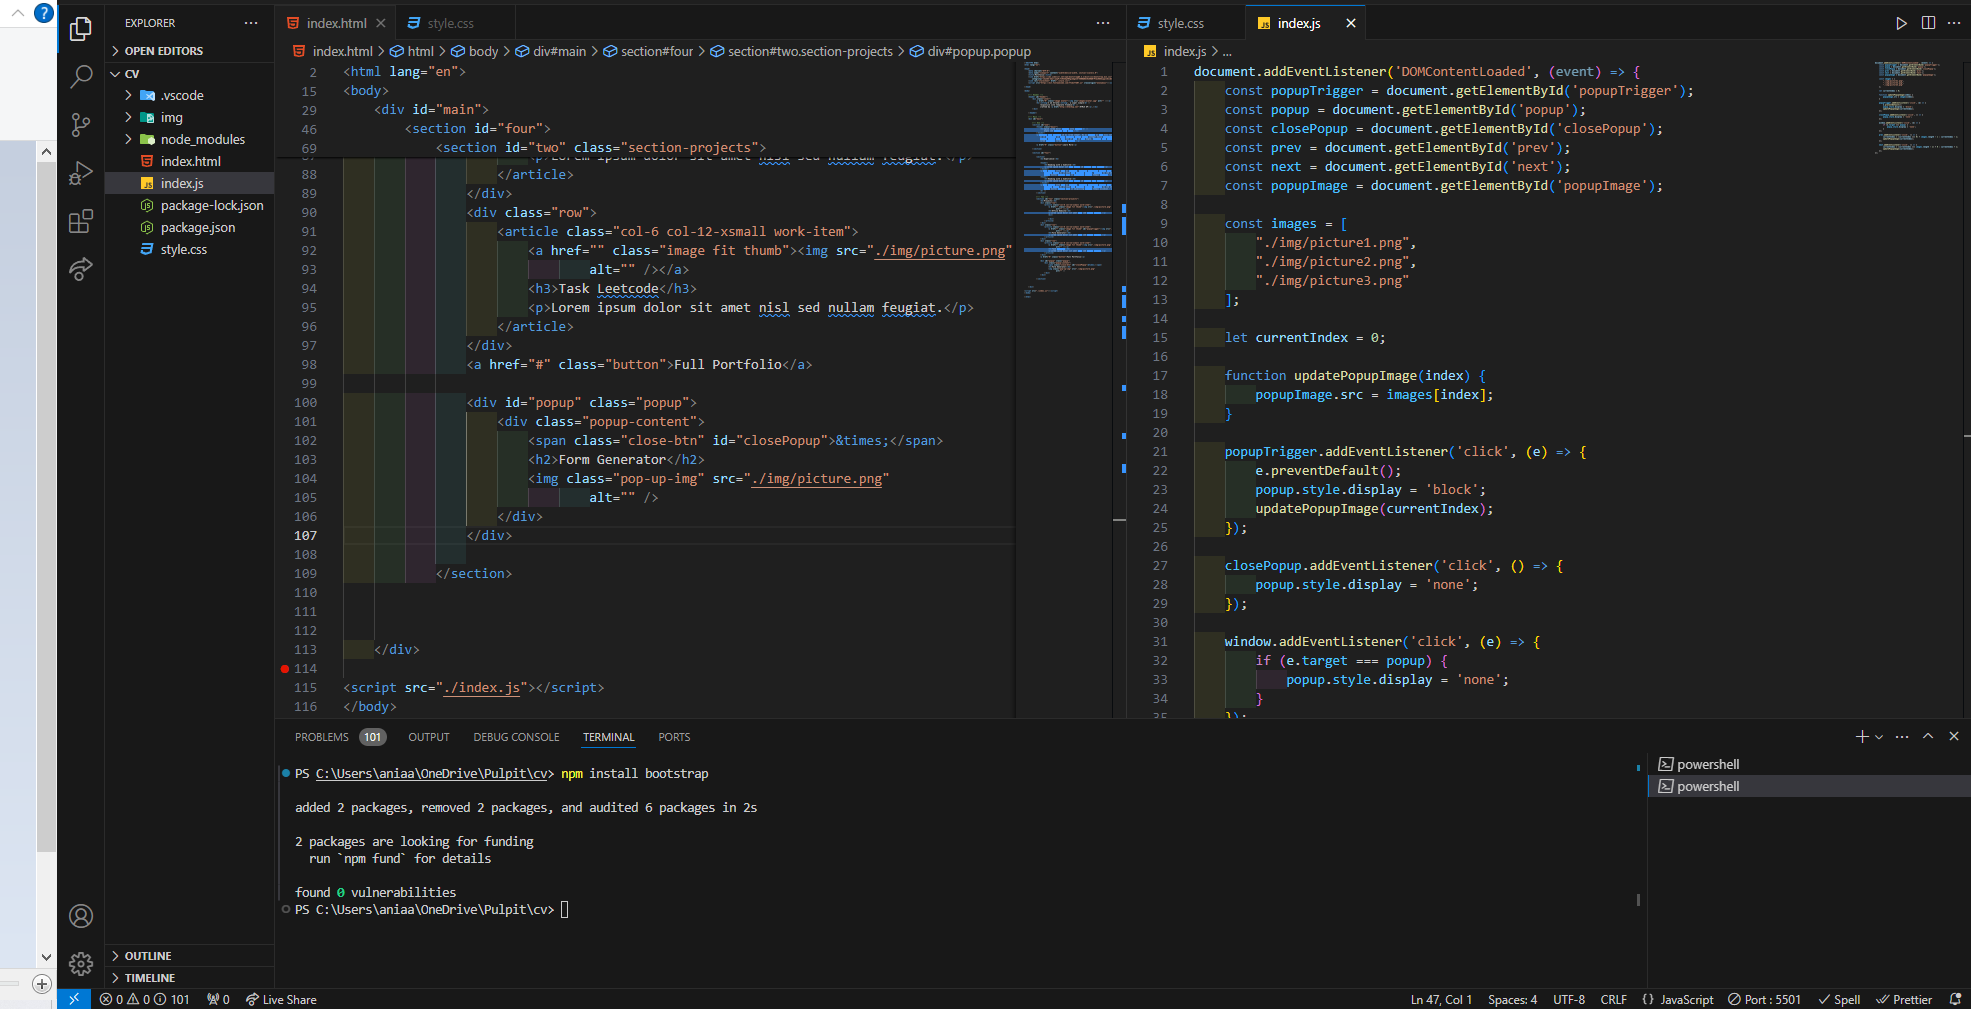 ?
EXPLORER
OPEN EDITORS
CV
.vscode
img
node_modules
index.html
index.js
package-lock.json
package.json
style.css
OUTLINE
TIMELINE
index.html
style.css
index.html > html > body > div#main > section#four > section#two.section-projects > div#popup.popup
2 <html lang="en">
15 <body>
29 <div id="main">
46 <section id="four">
69 <section id="two" class="section-projects">
87 <p>Lorem ipsum dolor sit amet nisl sed nullam feugiat.</p>
88 </article>
89 </div>
90 <div class="row">
91 <article class="col-6 col-12-xsmall work-item">
92 <a href="" class="image fit thumb"><img src="./img/picture.png"
93 alt="" /></a>
94 <h3>Task Leetcode</h3>
95 <p>Lorem ipsum dolor sit amet nisl sed nullam feugiat.</p>
96 </article>
97 </div>
98 <a href="#" class="button">Full Portfolio</a>
99
100 <div id="popup" class="popup">
101 <div class="popup-content">
102 <span class="close-btn" id="closePopup">&times;</span>
103 <h2>Form Generator</h2>
104 <img class="pop-up-img" src="./img/picture.png"
105 alt="" />
106 </div>
107 </div>
108
109 </section>
110
111
112
113 </div>
114
115 <script src="./index.js"></script>
116 </body>
style.css
index.js
index.js > ...
1 document.addEventListener('DOMContentLoaded', (event) => {
2 const popupTrigger = document.getElementById('popupTrigger');
3 const popup = document.getElementById('popup');
4 const closePopup = document.getElementById('closePopup');
5 const prev = document.getElementById('prev');
6 const next = document.getElementById('next');
7 const popupImage = document.getElementById('popupImage');
8
9 const images = [
10 "./img/picture1.png",
11 "./img/picture2.png",
12 "./img/picture3.png"
13 ];
14
15 let currentIndex = 0;
16
17 function updatePopupImage(index) {
18 popupImage.src = images[index];
19 }
20
21 popupTrigger.addEventListener('click', (e) => {
22 e.preventDefault();
23 popup.style.display = 'block';
24 updatePopupImage(currentIndex);
25 });
26
27 closePopup.addEventListener('click', () => {
28 popup.style.display = 'none';
29 });
30
31 window.addEventListener('click', (e) => {
32 if (e.target === popup) {
33 popup.style.display = 'none';
34 }
35 });
PROBLEMS 101 OUTPUT DEBUG CONSOLE TERMINAL PORTS
PS C:\Users\aniaa\OneDrive\Pulpit\cv> npm install bootstrap
added 2 packages, removed 2 packages, and audited 6 packages in 2s
2 packages are looking for funding
run `npm fund` for details
found 0 vulnerabilities
PS C:\Users\aniaa\OneDrive\Pulpit\cv>
powershell
powershell
0 0 101 0 Live Share Ln 47, Col 1 Spaces: 4 UTF-8 CRLF {} JavaScript Port : 5501 Spell Prettier